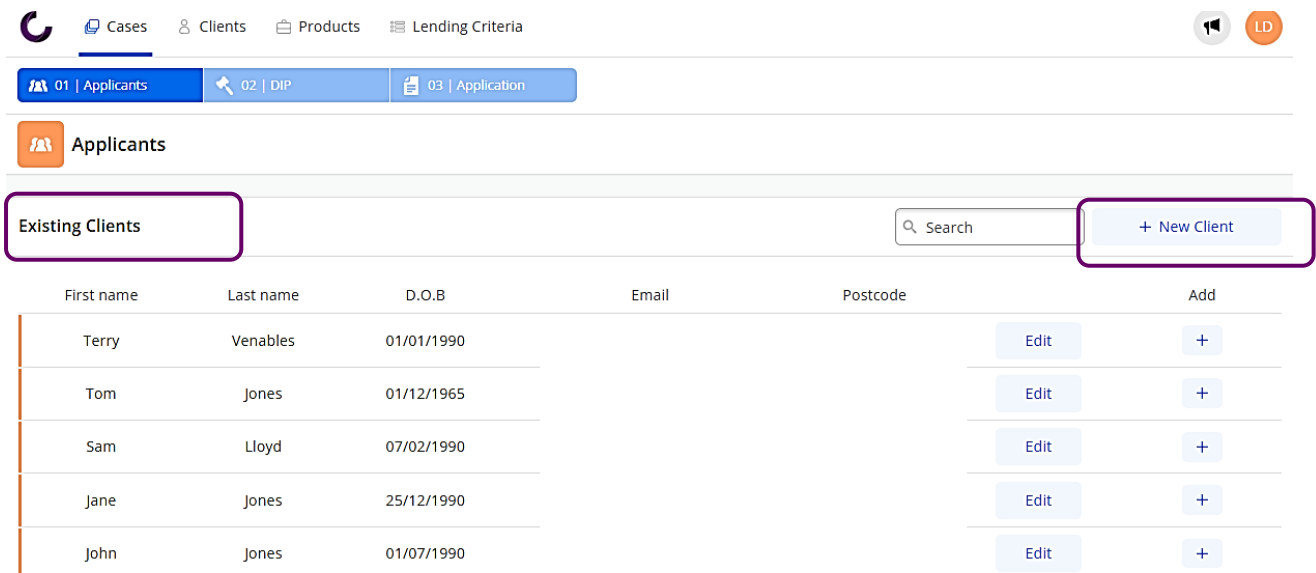 Cases Clients Products Lending Criteria LD
01 | Applicants 02 | DIP 03 | Application
Applicants
Existing Clients Search + New Client
First name Last name D.O.B Email Postcode Add
Terry Venables 01/01/1990 Edit +
Tom Jones 01/12/1965 Edit +
Sam Lloyd 07/02/1990 Edit +
Jane Jones 25/12/1990 Edit +
John Jones 01/07/1990 Edit +